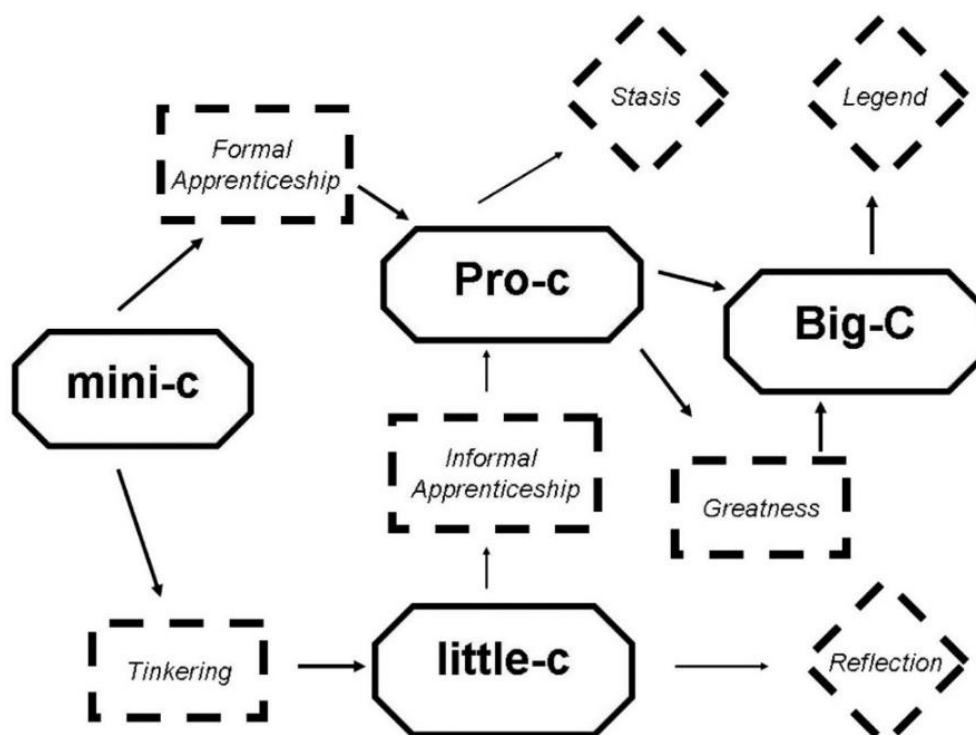 Stasis
Legend
Formal
Apprenticeship
Pro-c
Big-C
mini-c
Informal
Apprenticeship
Greatness
Tinkering
little-c
Reflection